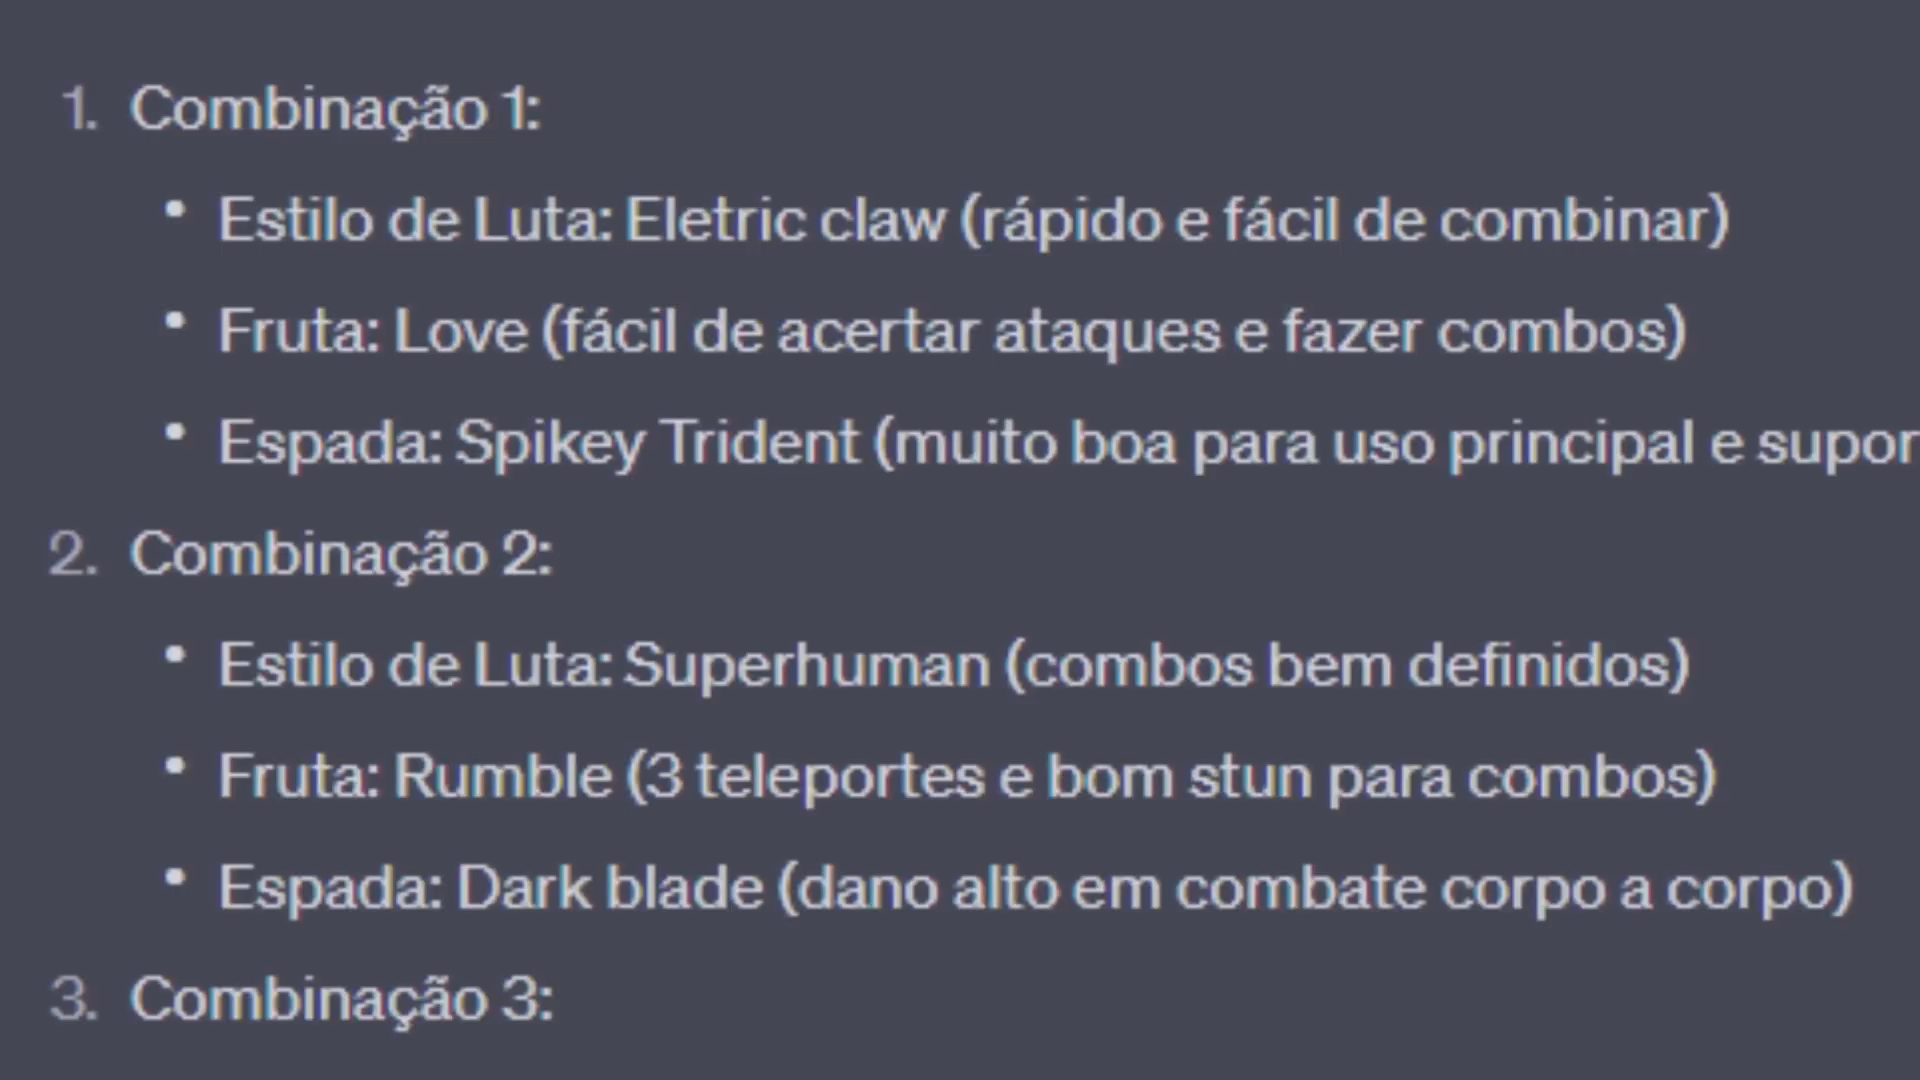 1. Combinação 1:
• Estilo de Luta: Eletric claw (rápido e fácil de combinar)
• Fruta: Love (fácil de acertar ataques e fazer combos)
• Espada: Spikey Trident (muito boa para uso principal e supor
2. Combinação 2:
• Estilo de Luta: Superhuman (combos bem definidos)
• Fruta: Rumble (3 teleportes e bom stun para combos)
• Espada: Dark blade (dano alto em combate corpo a corpo)
3. Combinação 3: